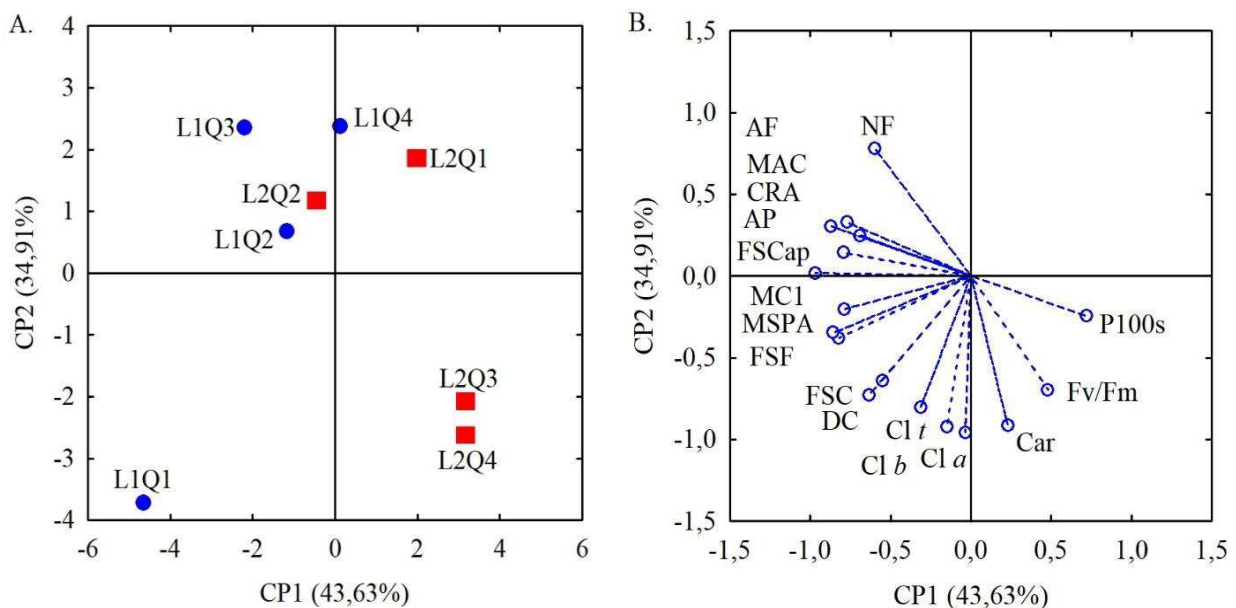 A.
4
3
2
1
0
-1
-2
-3
-4
CP2 (34,91%)
L1Q3
L1Q4
L2Q1
L2Q2
L1Q2
L2Q3
L2Q4
L1Q1
-6
-4
-2
0
2
4
6
CP1 (43,63%)
B.
1,5
1,0
0,5
0,0
-0,5
-1,0
-1,5
CP2 (34,91%)
AF
NF
MAC
CRA
AP
FSCap
MC1
MSPA
FSF
P100s
Fv/Fm
FSC
DC
Cl t
Cl b
Cl a
Car
-1,5
-1,0
-0,5
0,0
0,5
1,0
1,5
CP1 (43,63%)